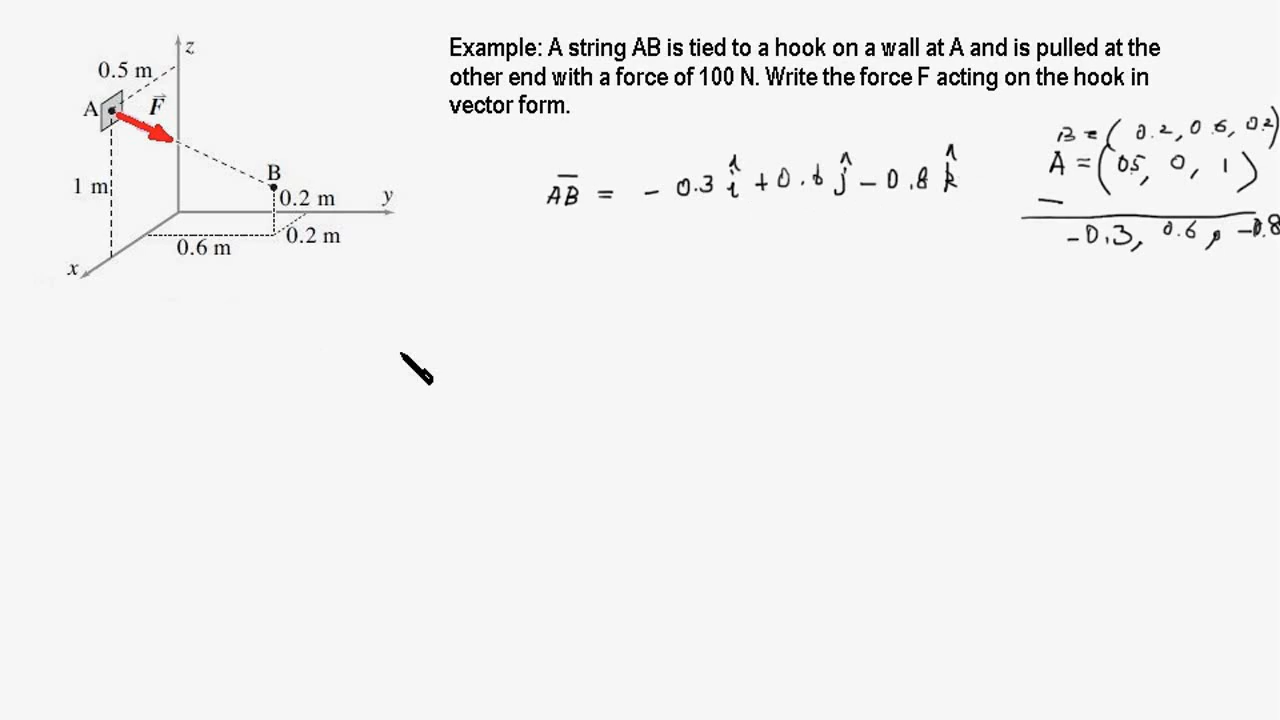 Example: A string AB is tied to a hook on a wall at A and is pulled at the
other end with a force of 100 N. Write the force F acting on the hook in
vector form.
z
0.5 m
A
F⃗
1 m
B
0.2 m
y
0.2 m
0.6 m
x
AB = - 0.3 î + 0.6 ĵ - 0.8 k̂
B = ( 0.2, 0.6, 0.2)
A = (0.5, 0, 1)
-
-0.3, 0.6, -0.8